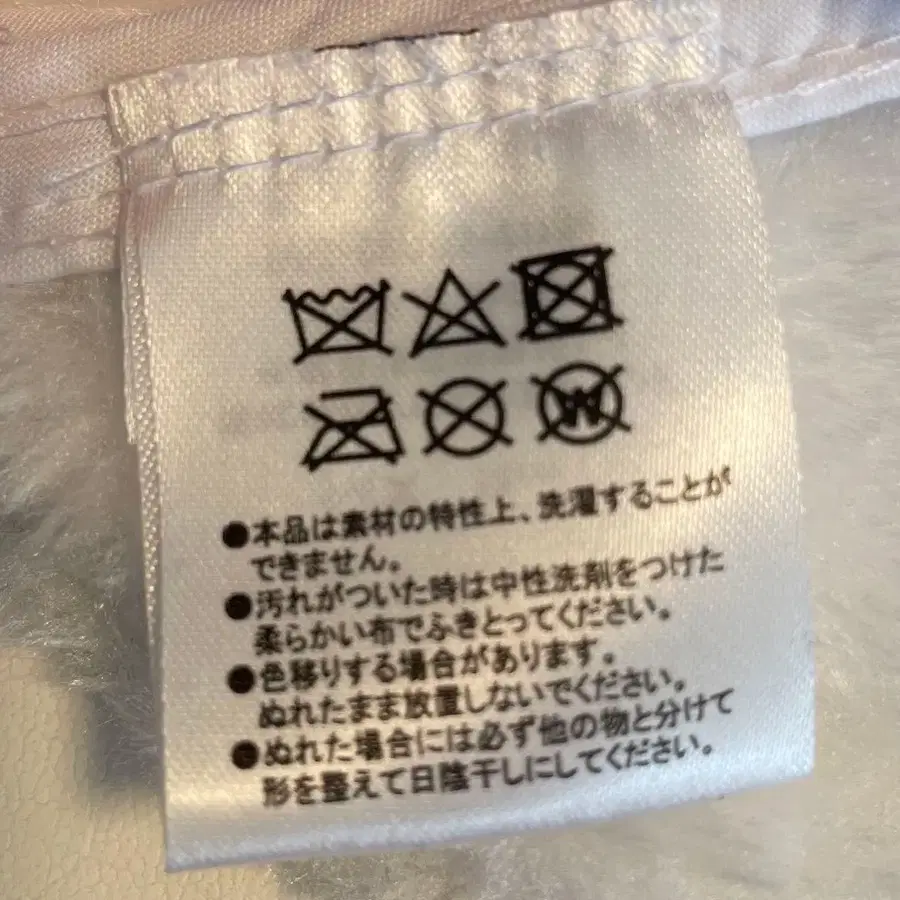 W
●本品は素材の特性上、洗濯することが
できません。
●汚れがついた時は中性洗剤をつけた
柔らかい布でふきとってください。
●色移りする場合があります。
ぬれたまま放置しないでください。
●ぬれた場合には必ず他の物と分けて
形を整えて日陰干しにしてください。